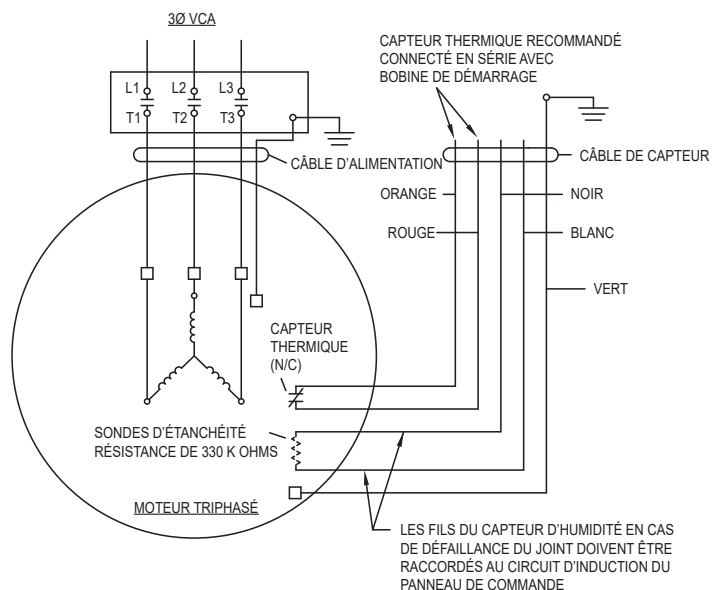 3Ø VCA
CAPTEUR THERMIQUE RECOMMANDÉ
CONNECTÉ EN SÉRIE AVEC
BOBINE DE DÉMARRAGE
L1
L2
L3
T1
T2
T3
CÂBLE D'ALIMENTATION
CÂBLE DE CAPTEUR
ORANGE
NOIR
ROUGE
BLANC
VERT
CAPTEUR
THERMIQUE
(N/C)
SONDES D'ÉTANCHÉITÉ
RÉSISTANCE DE 330 K OHMS
MOTEUR TRIPHASÉ
LES FILS DU CAPTEUR D'HUMIDITÉ EN CAS
DE DÉFAILLANCE DU JOINT DOIVENT ÊTRE
RACCORDÉS AU CIRCUIT D'INDUCTION DU
PANNEAU DE COMMANDE